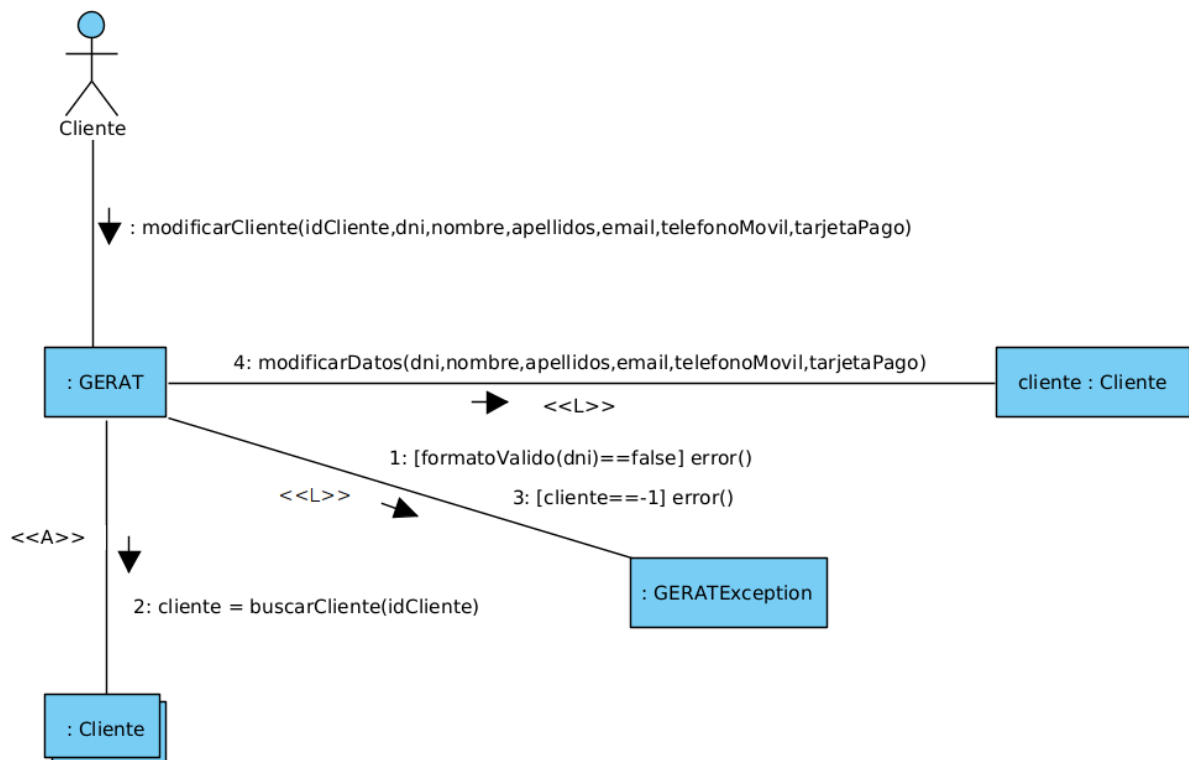 Cliente
: modificarCliente(idCliente,dni,nombre,apellidos,email,telefonoMovil,tarjetaPago)
4: modificarDatos(dni,nombre,apellidos,email,telefonoMovil,tarjetaPago)
: GERAT
cliente : Cliente
<<L>>
1: [formatoValido(dni)==false] error()
<<L>>
3: [cliente==-1] error()
<<A>>
: GERATException
2: cliente = buscarCliente(idCliente)
: Cliente